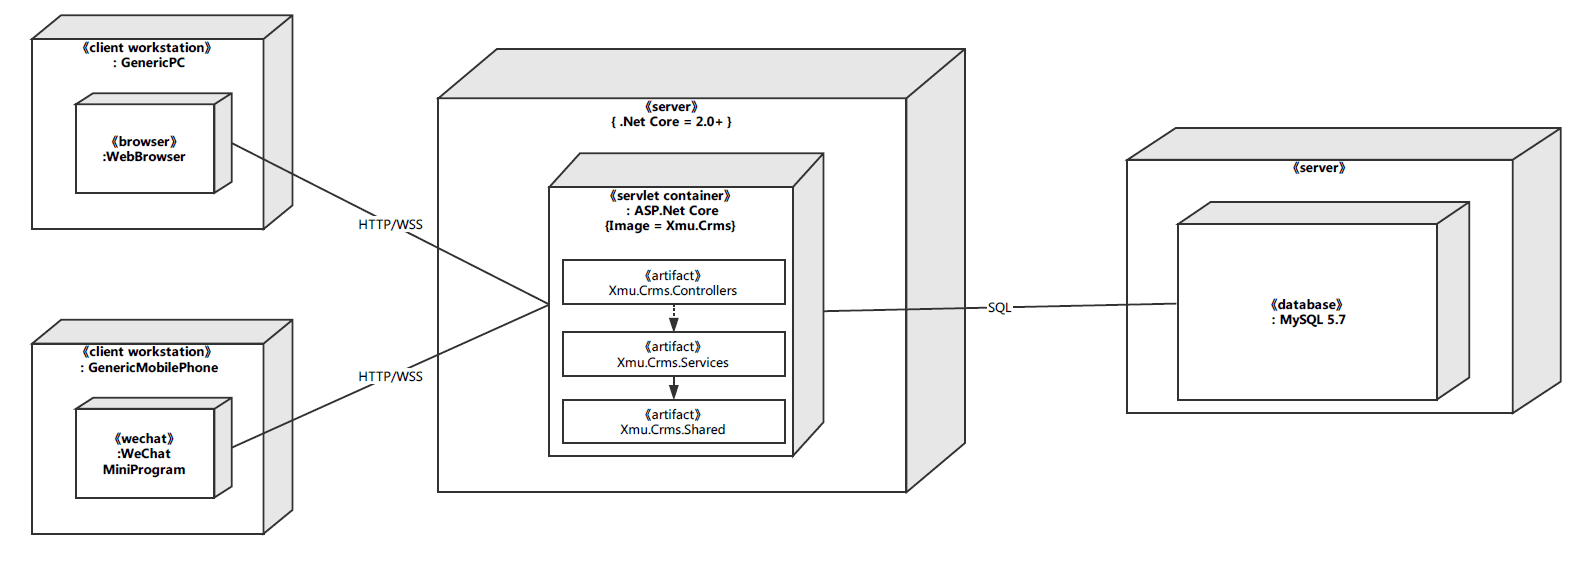 《client workstation》
: GenericPC
《browser》
:WebBrowser
HTTP/WSS
《client workstation》
: GenericMobilePhone
《wechat》
:WeChat
MiniProgram
HTTP/WSS
《server》
{ .Net Core = 2.0+ }
《servlet container》
: ASP.Net Core
{Image = Xmu.Crms}
《artifact》
Xmu.Crms.Controllers
《artifact》
Xmu.Crms.Services
《artifact》
Xmu.Crms.Shared
SQL
《server》
《database》
: MySQL 5.7